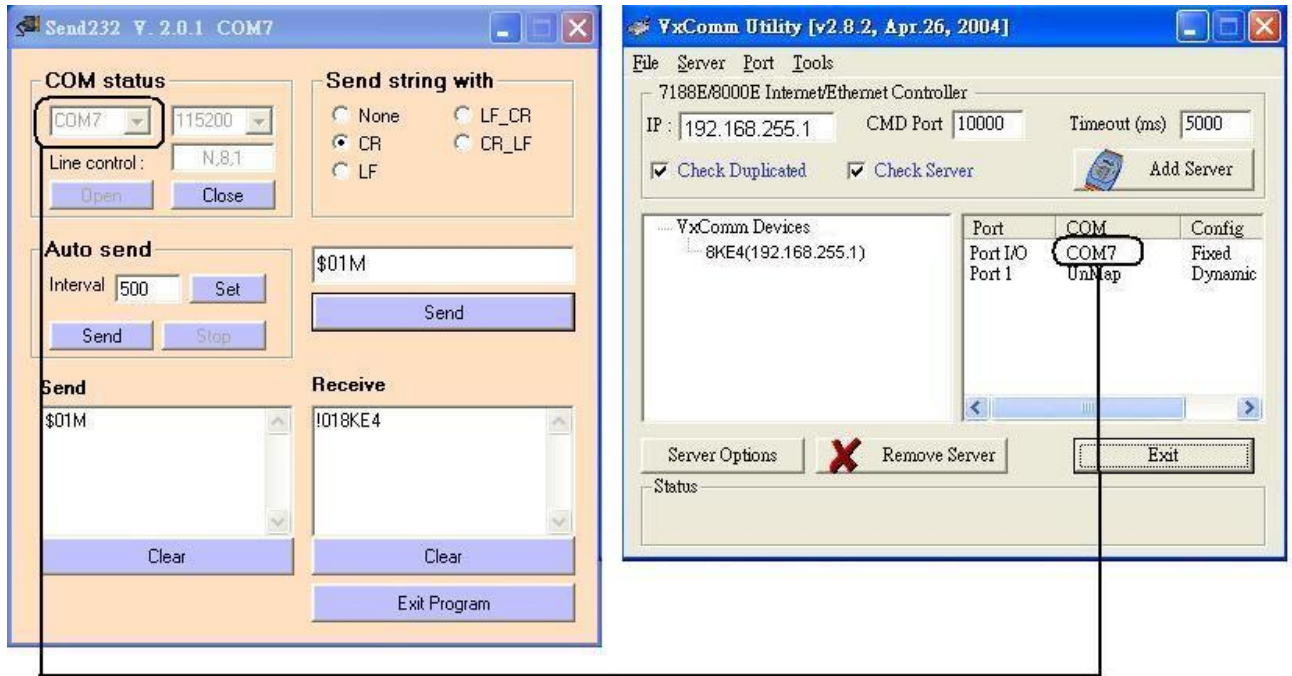 Send232 V. 2.0.1 COM7
COM status
COM7 115200
Line control : N,8,1
Open Close
Send string with
None LF_CR
CR CR_LF
LF
Auto send
Interval 500 Set
Send Stop
$01M
Send
Send
$01M
Clear
Receive
!018KE4
Clear
Exit Program
VxComm Utility [v2.8.2, Apr.26, 2004]
File Server Port Tools
7188E/8000E Internet/Ethernet Controller
IP : 192.168.255.1 CMD Port 10000 Timeout (ms) 5000
Check Duplicated Check Server Add Server
VxComm Devices
8KE4(192.168.255.1)
Port COM Config
Port I/O COM7 Fixed
Port 1 UnMap Dynamic
Server Options Remove Server Exit
Status